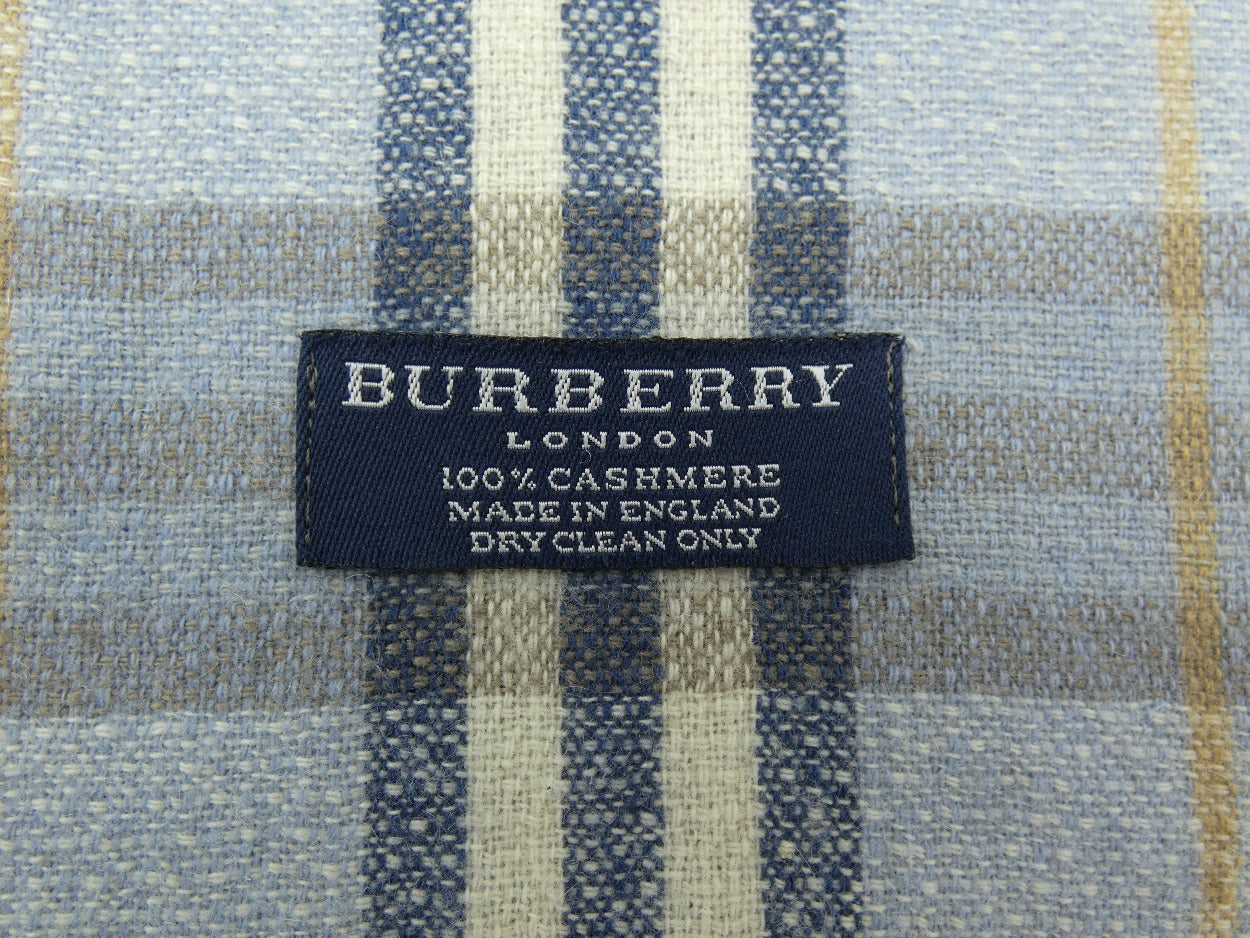 BURBERRY
LONDON
100% CASHMERE
MADE IN ENGLAND
DRY CLEAN ONLY